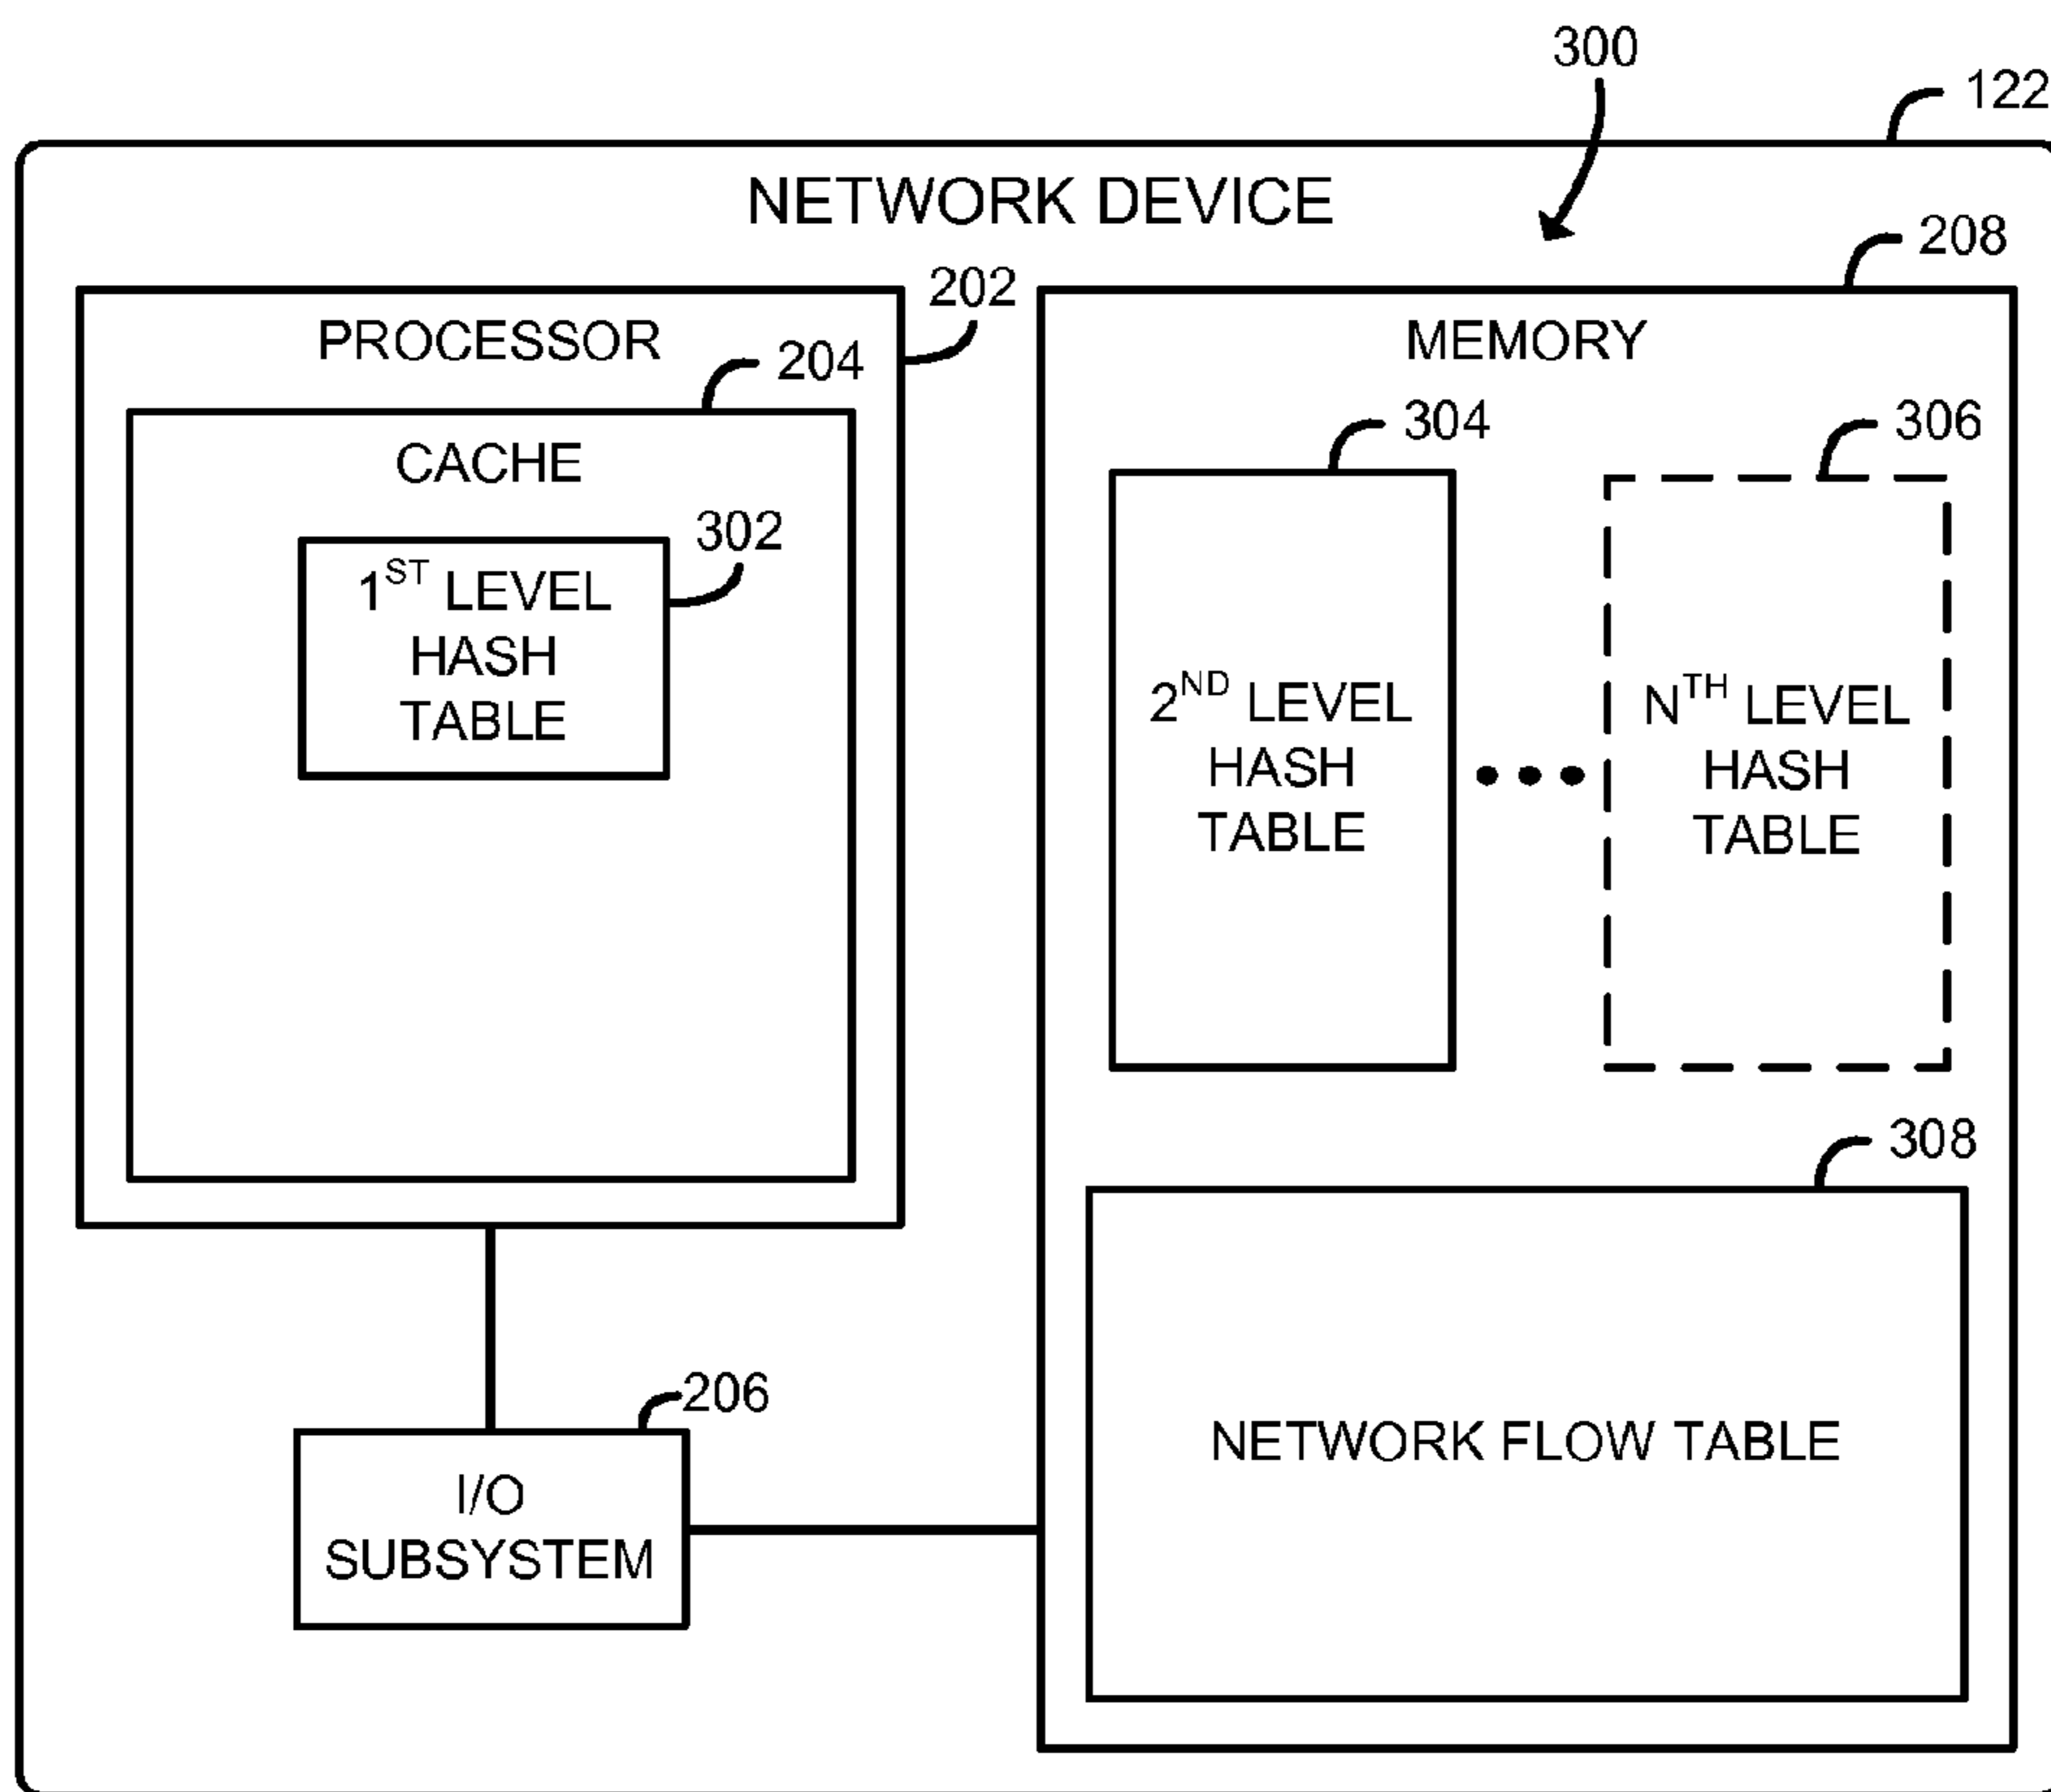 300
122
NETWORK DEVICE
208
202
PROCESSOR
MEMORY
204
304
306
CACHE
302
1ST LEVEL
HASH
TABLE
2ND LEVEL
HASH
TABLE
NTH LEVEL
HASH
TABLE
308
206
I/O
SUBSYSTEM
NETWORK FLOW TABLE